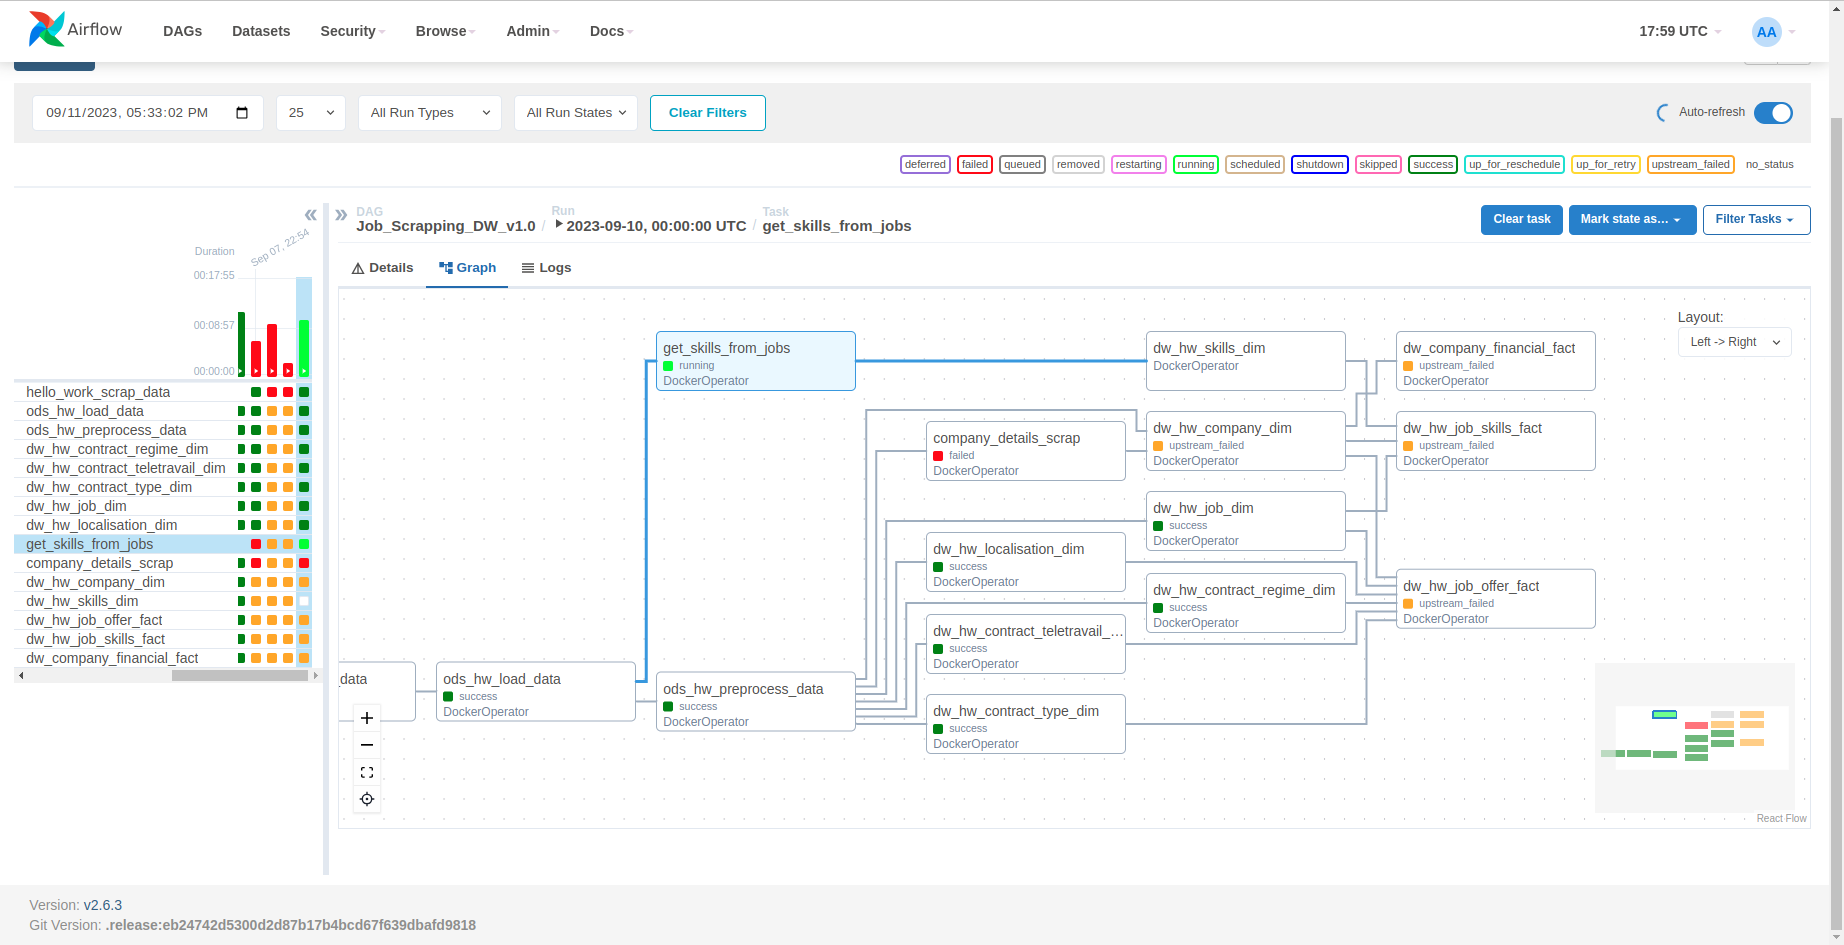 Airflow
DAGs Datasets Security Browse Admin Docs 17:59 UTC AA
09/11/2023, 05:33:02 PM 25 All Run Types All Run States Clear Filters Auto-refresh
deferred failed queued removed restarting running scheduled shutdown skipped success up_for_reschedule up_for_retry upstream_failed no_status
DAG Run Task
Job_Scrapping_DW_v1.0 / 2023-09-10, 00:00:00 UTC / get_skills_from_jobs
Clear task Mark state as… Filter Tasks
Details Graph Logs
Duration
Sep 07, 22:54
00:17:55
00:08:57
00:00:00
hello_work_scrap_data
ods_hw_load_data
ods_hw_preprocess_data
dw_hw_contract_regime_dim
dw_hw_contract_teletravail_dim
dw_hw_contract_type_dim
dw_hw_job_dim
dw_hw_localisation_dim
get_skills_from_jobs
company_details_scrap
dw_hw_company_dim
dw_hw_skills_dim
dw_hw_job_offer_fact
dw_hw_job_skills_fact
dw_company_financial_fact
Layout:
Left -> Right
_data
ods_hw_load_data
success
DockerOperator
get_skills_from_jobs
running
DockerOperator
ods_hw_preprocess_data
success
DockerOperator
company_details_scrap
failed
DockerOperator
dw_hw_localisation_dim
success
DockerOperator
dw_hw_contract_teletravail_…
success
DockerOperator
dw_hw_contract_type_dim
success
DockerOperator
dw_hw_skills_dim
DockerOperator
dw_hw_company_dim
upstream_failed
DockerOperator
dw_hw_job_dim
success
DockerOperator
dw_hw_contract_regime_dim
success
DockerOperator
dw_company_financial_fact
upstream_failed
DockerOperator
dw_hw_job_skills_fact
upstream_failed
DockerOperator
dw_hw_job_offer_fact
upstream_failed
DockerOperator
React Flow
Version: v2.6.3
Git Version: .release:eb24742d5300d2d87b17b4bcd67f639dbafd9818